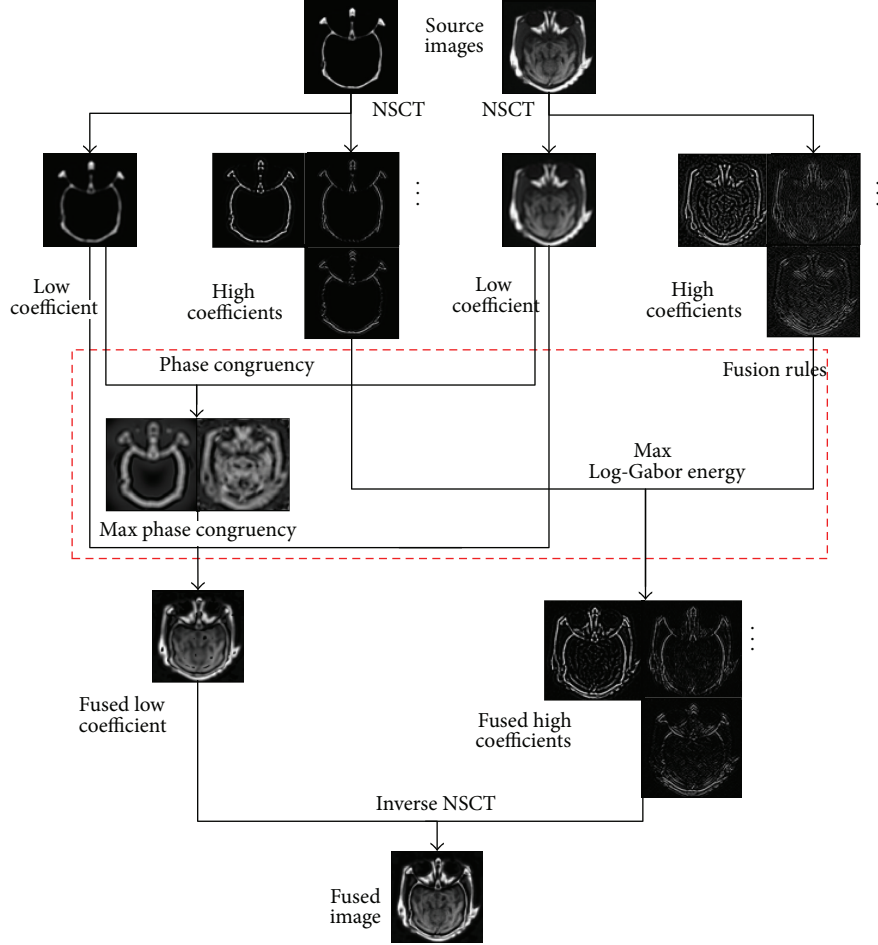 Source
images
NSCT
NSCT
Low
coefficient
High
coefficients
Low
coefficient
High
coefficients
Phase congruency
Fusion rules
Max
Log-Gabor energy
Max phase congruency
Fused low
coefficient
Fused high
coefficients
Inverse NSCT
Fused
image